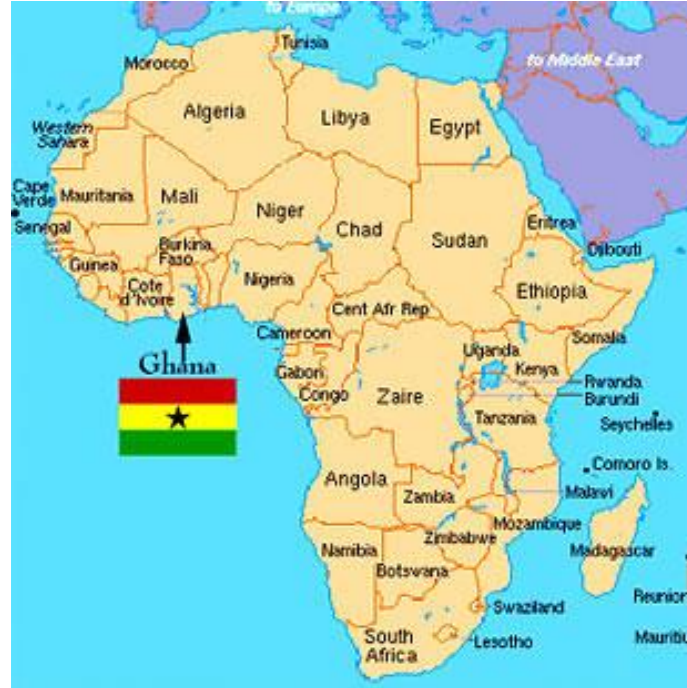 to Europe
Tunisia
Morocco
to Middle East
Algeria
Libya
Egypt
Western
Sahara
Cape
Verde
Mauritania
Mali
Niger
Chad
Sudan
Eritrea
Senegal
Djibouti
Burkina
Faso
Guinea
Cote
d'Ivoire
Nigeria
Ethiopia
Cent Afr Rep
Cameroon
Somalia
Ghana
Uganda
Kenya
Gabon
Congo
Zaire
Rwanda
Burundi
Tanzania
Seychelles
Comoro Is.
Angola
Zambia
Malawi
Mozambique
Zimbabwe
Namibia
Botswana
Madagascar
Reunion
Swaziland
South
Africa
Lesotho
Mauritiu